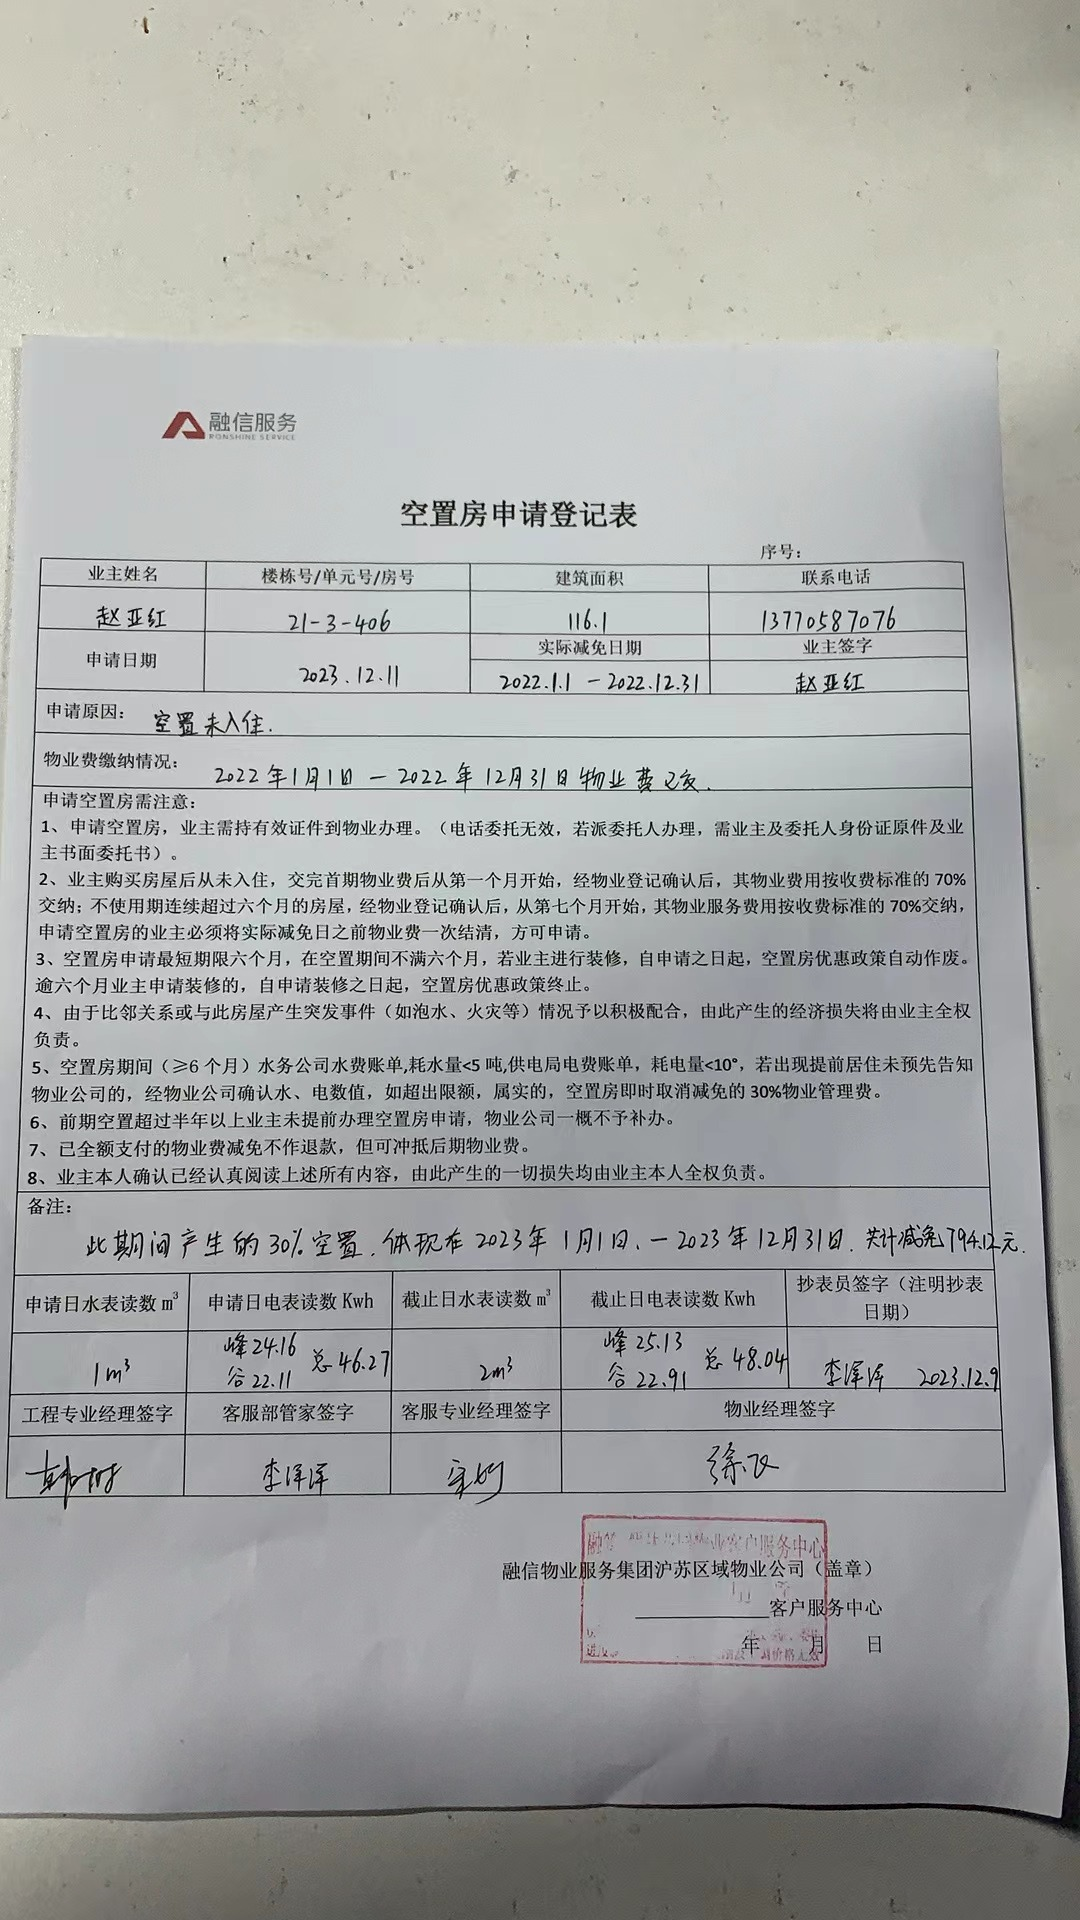 融信服务
RONSHINE SERVICE
空置房申请登记表
序号：
业主姓名 楼栋号/单元号/房号 建筑面积 联系电话
赵亚红 21-3-406 116.1 13770587076
申请日期 2023.12.11 实际减免日期 业主签字
2022.1.1 - 2022.12.31 赵亚红
申请原因： 空置未入住.
物业费缴纳情况： 2022年1月1日 - 2022年12月31日物业费已交.
申请空置房需注意：
1、申请空置房，业主需持有效证件到物业办理。（电话委托无效，若派委托人办理，需业主及委托人身份证原件及业
主书面委托书）。
2、业主购买房屋后从未入住，交完首期物业费后从第一个月开始，经物业登记确认后，其物业费用按收费标准的 70%
交纳；不使用期连续超过六个月的房屋，经物业登记确认后，从第七个月开始，其物业服务费用按收费标准的 70%交纳，
申请空置房的业主必须将实际减免日之前物业费一次结清，方可申请。
3、空置房申请最短期限六个月，在空置期间不满六个月，若业主进行装修，自申请之日起，空置房优惠政策自动作废。
逾六个月业主申请装修的，自申请装修之日起，空置房优惠政策终止。
4、由于比邻关系或与此房屋产生突发事件（如泡水、火灾等）情况予以积极配合，由此产生的经济损失将由业主全权
负责。
5、空置房期间（≥6 个月）水务公司水费账单,耗水量<5 吨,供电局电费账单，耗电量<10°，若出现提前居住未预先告知
物业公司的，经物业公司确认水、电数值，如超出限额，属实的，空置房即时取消减免的 30%物业管理费。
6、前期空置超过半年以上业主未提前办理空置房申请，物业公司一概不予补办。
7、已全额支付的物业费减免不作退款，但可冲抵后期物业费。
8、业主本人确认已经认真阅读上述所有内容，由此产生的一切损失均由业主本人全权负责。
备注：
此期间产生的30%空置.体现在2023年1月1日. - 2023年12月31日.共计减免794.12元.
申请日水表读数 m³ 申请日电表读数 Kwh 截止日水表读数 m³ 截止日电表读数 Kwh 抄表员签字（注明抄表
日期）
1m³ 峰24.16 谷22.11 总46.27 2m³ 峰25.13 谷22.91 总48.04 李泽泽 2023.12.9
工程专业经理签字 客服部管家签字 客服专业经理签字 物业经理签字
李泽泽
融信物业服务集团沪苏区域物业公司（盖章）
客户服务中心
年 月 日